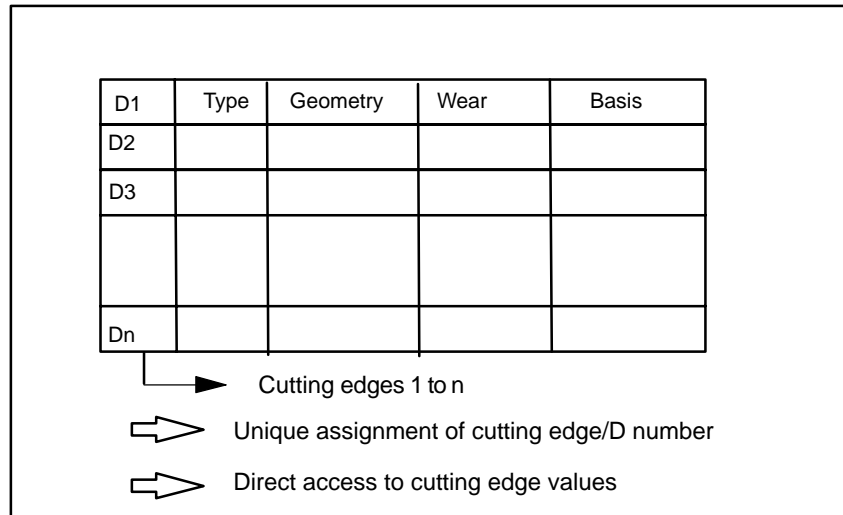 D1 Type Geometry Wear Basis
D2
D3
Dn
Cutting edges 1 to n
Unique assignment of cutting edge/D number
Direct access to cutting edge values